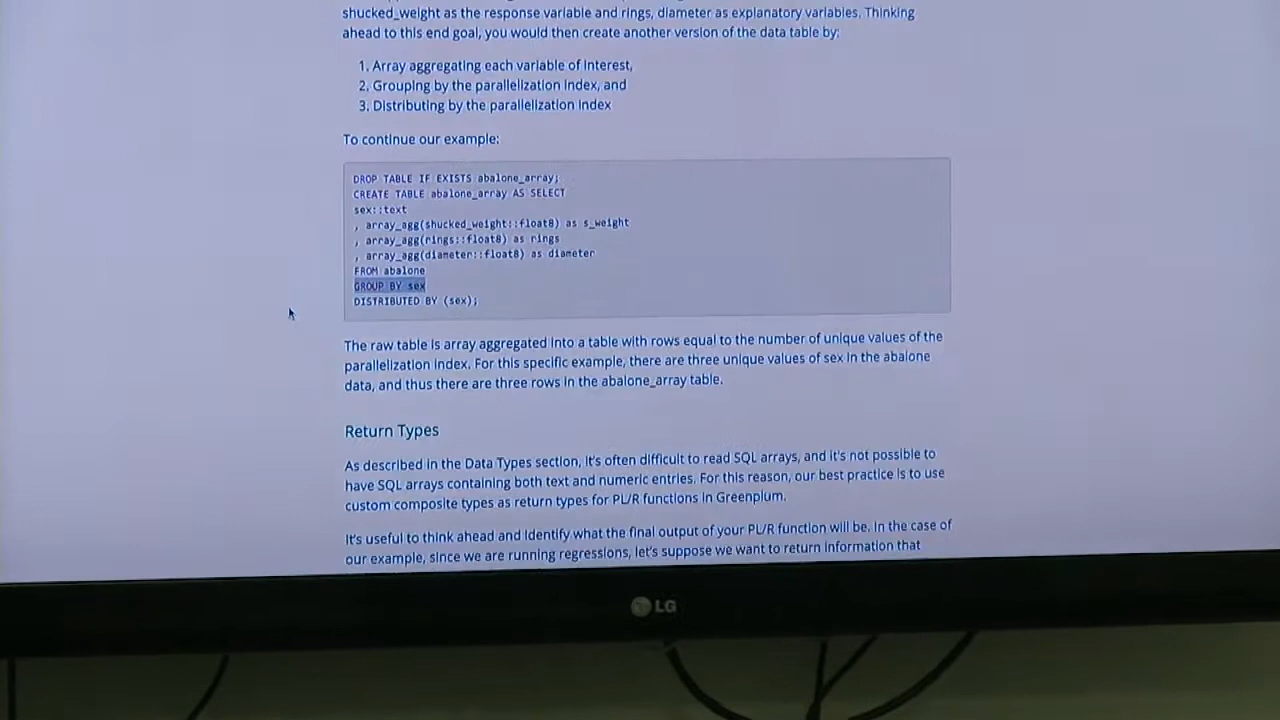 shucked_weight as the response variable and rings, diameter as explanatory variables. Thinking
ahead to this end goal, you would then create another version of the data table by:
1. Array aggregating each variable of interest,
2. Grouping by the parallelization index, and
3. Distributing by the parallelization index
To continue our example:
DROP TABLE IF EXISTS abalone_array;
CREATE TABLE abalone_array AS SELECT
sex::text
, array_agg(shucked_weight::float8) as s_weight
, array_agg(rings::float8) as rings
, array_agg(diameter::float8) as diameter
FROM abalone
GROUP BY sex
DISTRIBUTED BY (sex);
The raw table is array aggregated into a table with rows equal to the number of unique values of the
parallelization index. For this specific example, there are three unique values of sex in the abalone
data, and thus there are three rows in the abalone_array table.
Return Types
As described in the Data Types section, it's often difficult to read SQL arrays, and it's not possible to
have SQL arrays containing both text and numeric entries. For this reason, our best practice is to use
custom composite types as return types for PL/R functions in Greenplum.
It's useful to think ahead and identify what the final output of your PL/R function will be. In the case of
our example, since we are running regressions, let's suppose we want to return information that
LG